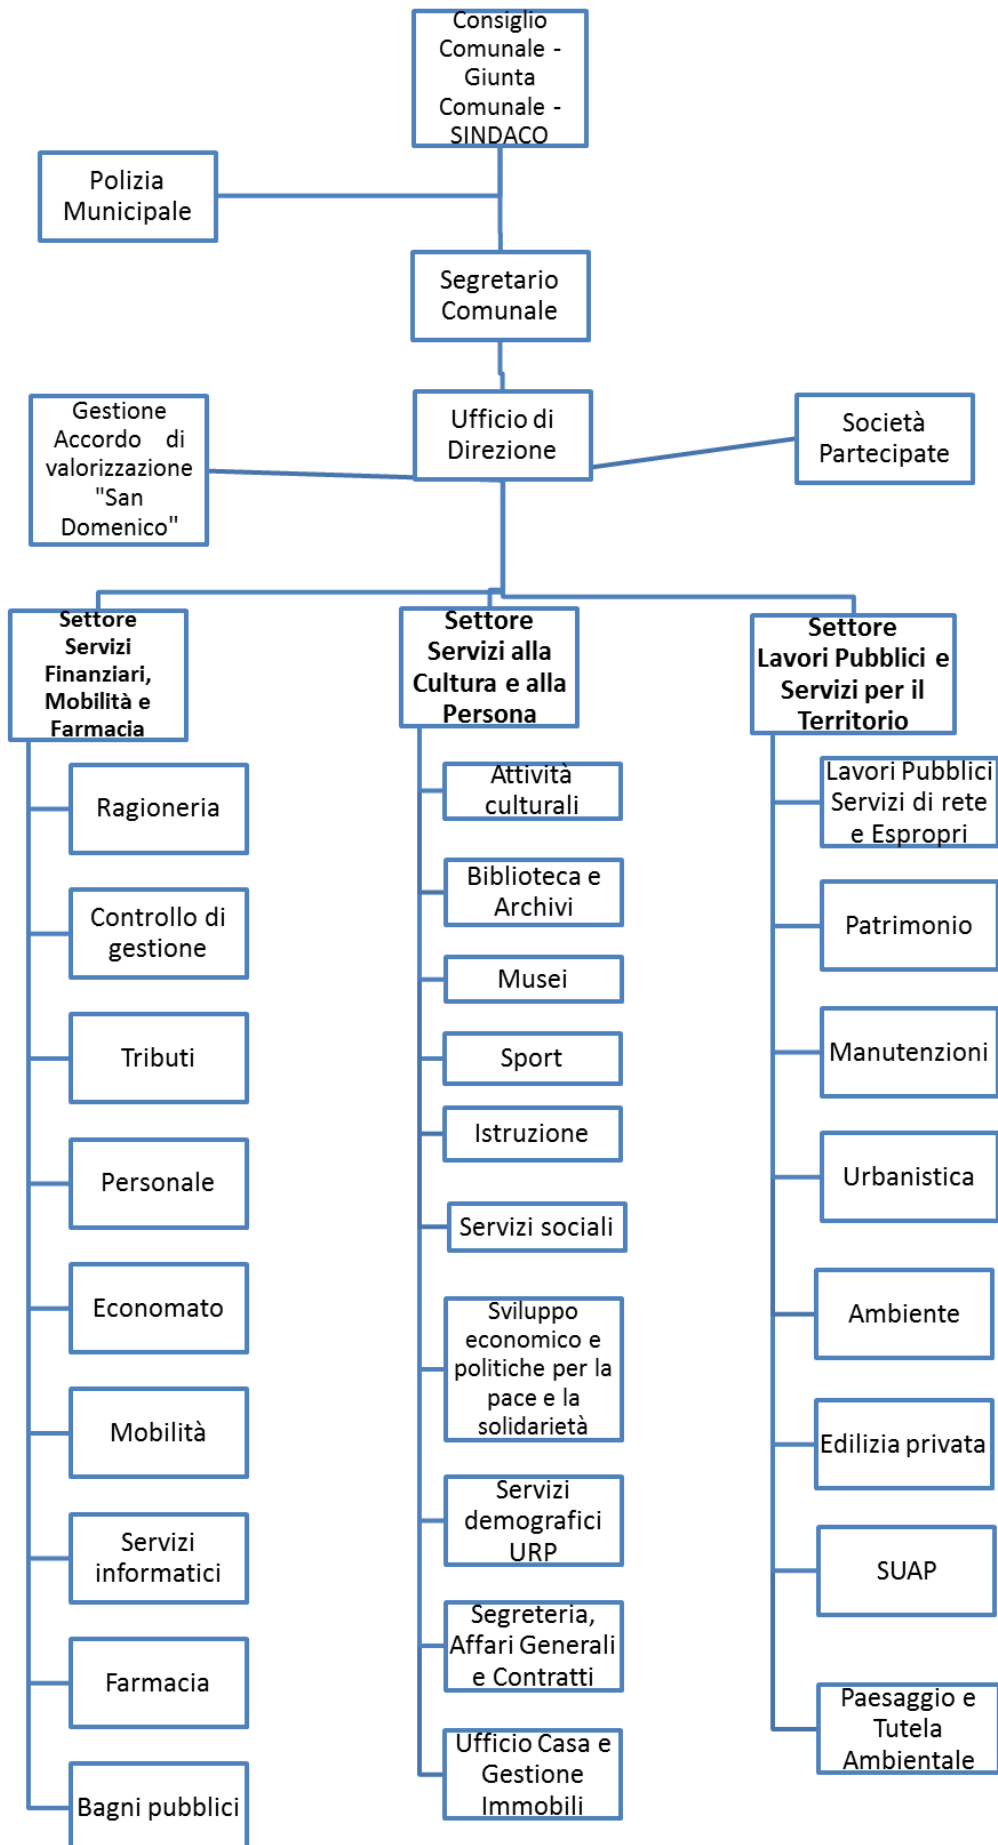 Consiglio
Comunale -
Giunta
Comunale -
SINDACO
Polizia
Municipale
Segretario
Comunale
Gestione
Accordo di
valorizzazione
"San
Domenico"
Ufficio di
Direzione
Società
Partecipate
Settore
Servizi
Finanziari,
Mobilità e
Farmacia
Ragioneria
Controllo di
gestione
Tributi
Personale
Economato
Mobilità
Servizi
informatici
Farmacia
Bagni pubblici
Settore
Servizi alla
Cultura e alla
Persona
Attività
culturali
Biblioteca e
Archivi
Musei
Sport
Istruzione
Servizi sociali
Sviluppo
economico e
politiche per la
pace e la
solidarietà
Servizi
demografici
URP
Segreteria,
Affari Generali
e Contratti
Ufficio Casa e
Gestione
Immobili
Settore
Lavori Pubblici e
Servizi per il
Territorio
Lavori Pubblici
Servizi di rete
e Espropri
Patrimonio
Manutenzioni
Urbanistica
Ambiente
Edilizia privata
SUAP
Paesaggio e
Tutela
Ambientale